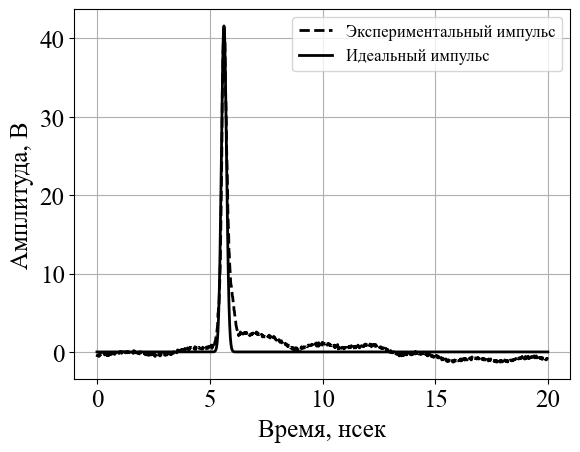 Экспериментальный импульс
Идеальный импульс
Амплитуда, В
40
30
20
10
0
0 5 10 15 20
Время, нсек